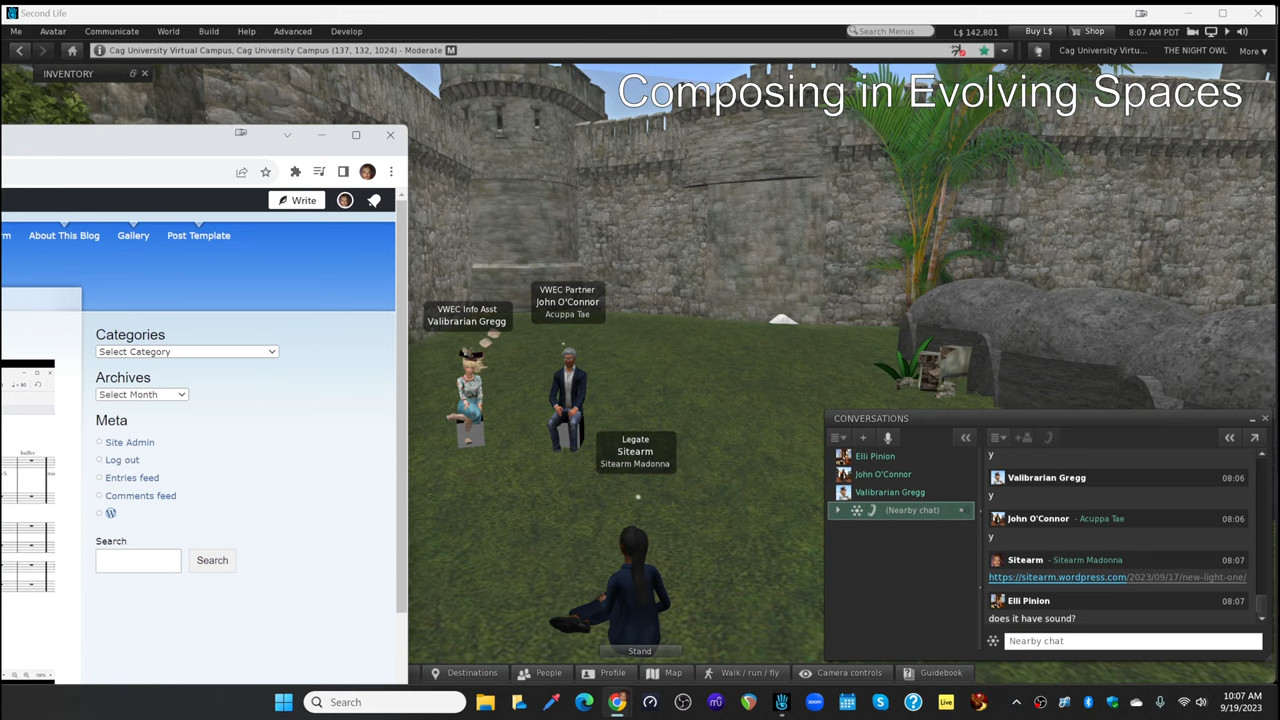 Second Life
Me Avatar Communicate World Build Help Advanced Develop
Search Menus
L$ 142,801
Buy L$
Shop
8:07 AM PDT
Cag University Virtual Campus, Cag University Campus (137, 132, 1024) - Moderate M
Cag University Virtu...
THE NIGHT OWL
More
INVENTORY
Composing in Evolving Spaces
Write
About This Blog
Gallery
Post Template
Categories
Select Category
Archives
Select Month
Meta
Site Admin
Log out
Entries feed
Comments feed
Search
Search
VWEC Info Asst
Valibrarian Gregg
VWEC Partner
John O'Connor
Acuppa Tae
Legate
Sitearm
Sitearm Madonna
Stand
CONVERSATIONS
Elli Pinion
John O'Connor
Valibrarian Gregg
(Nearby chat)
y
Valibrarian Gregg 08:06
y
John O'Connor - Acuppa Tae 08:06
y
Sitearm - Sitearm Madonna 08:07
https://sitearm.wordpress.com/2023/09/17/new-light-one/
Elli Pinion 08:07
does it have sound?
Nearby chat
Destinations
People
Profile
Map
Walk / run / fly
Camera controls
Guidebook
Search
Live
zoom
10:07 AM
9/19/2023